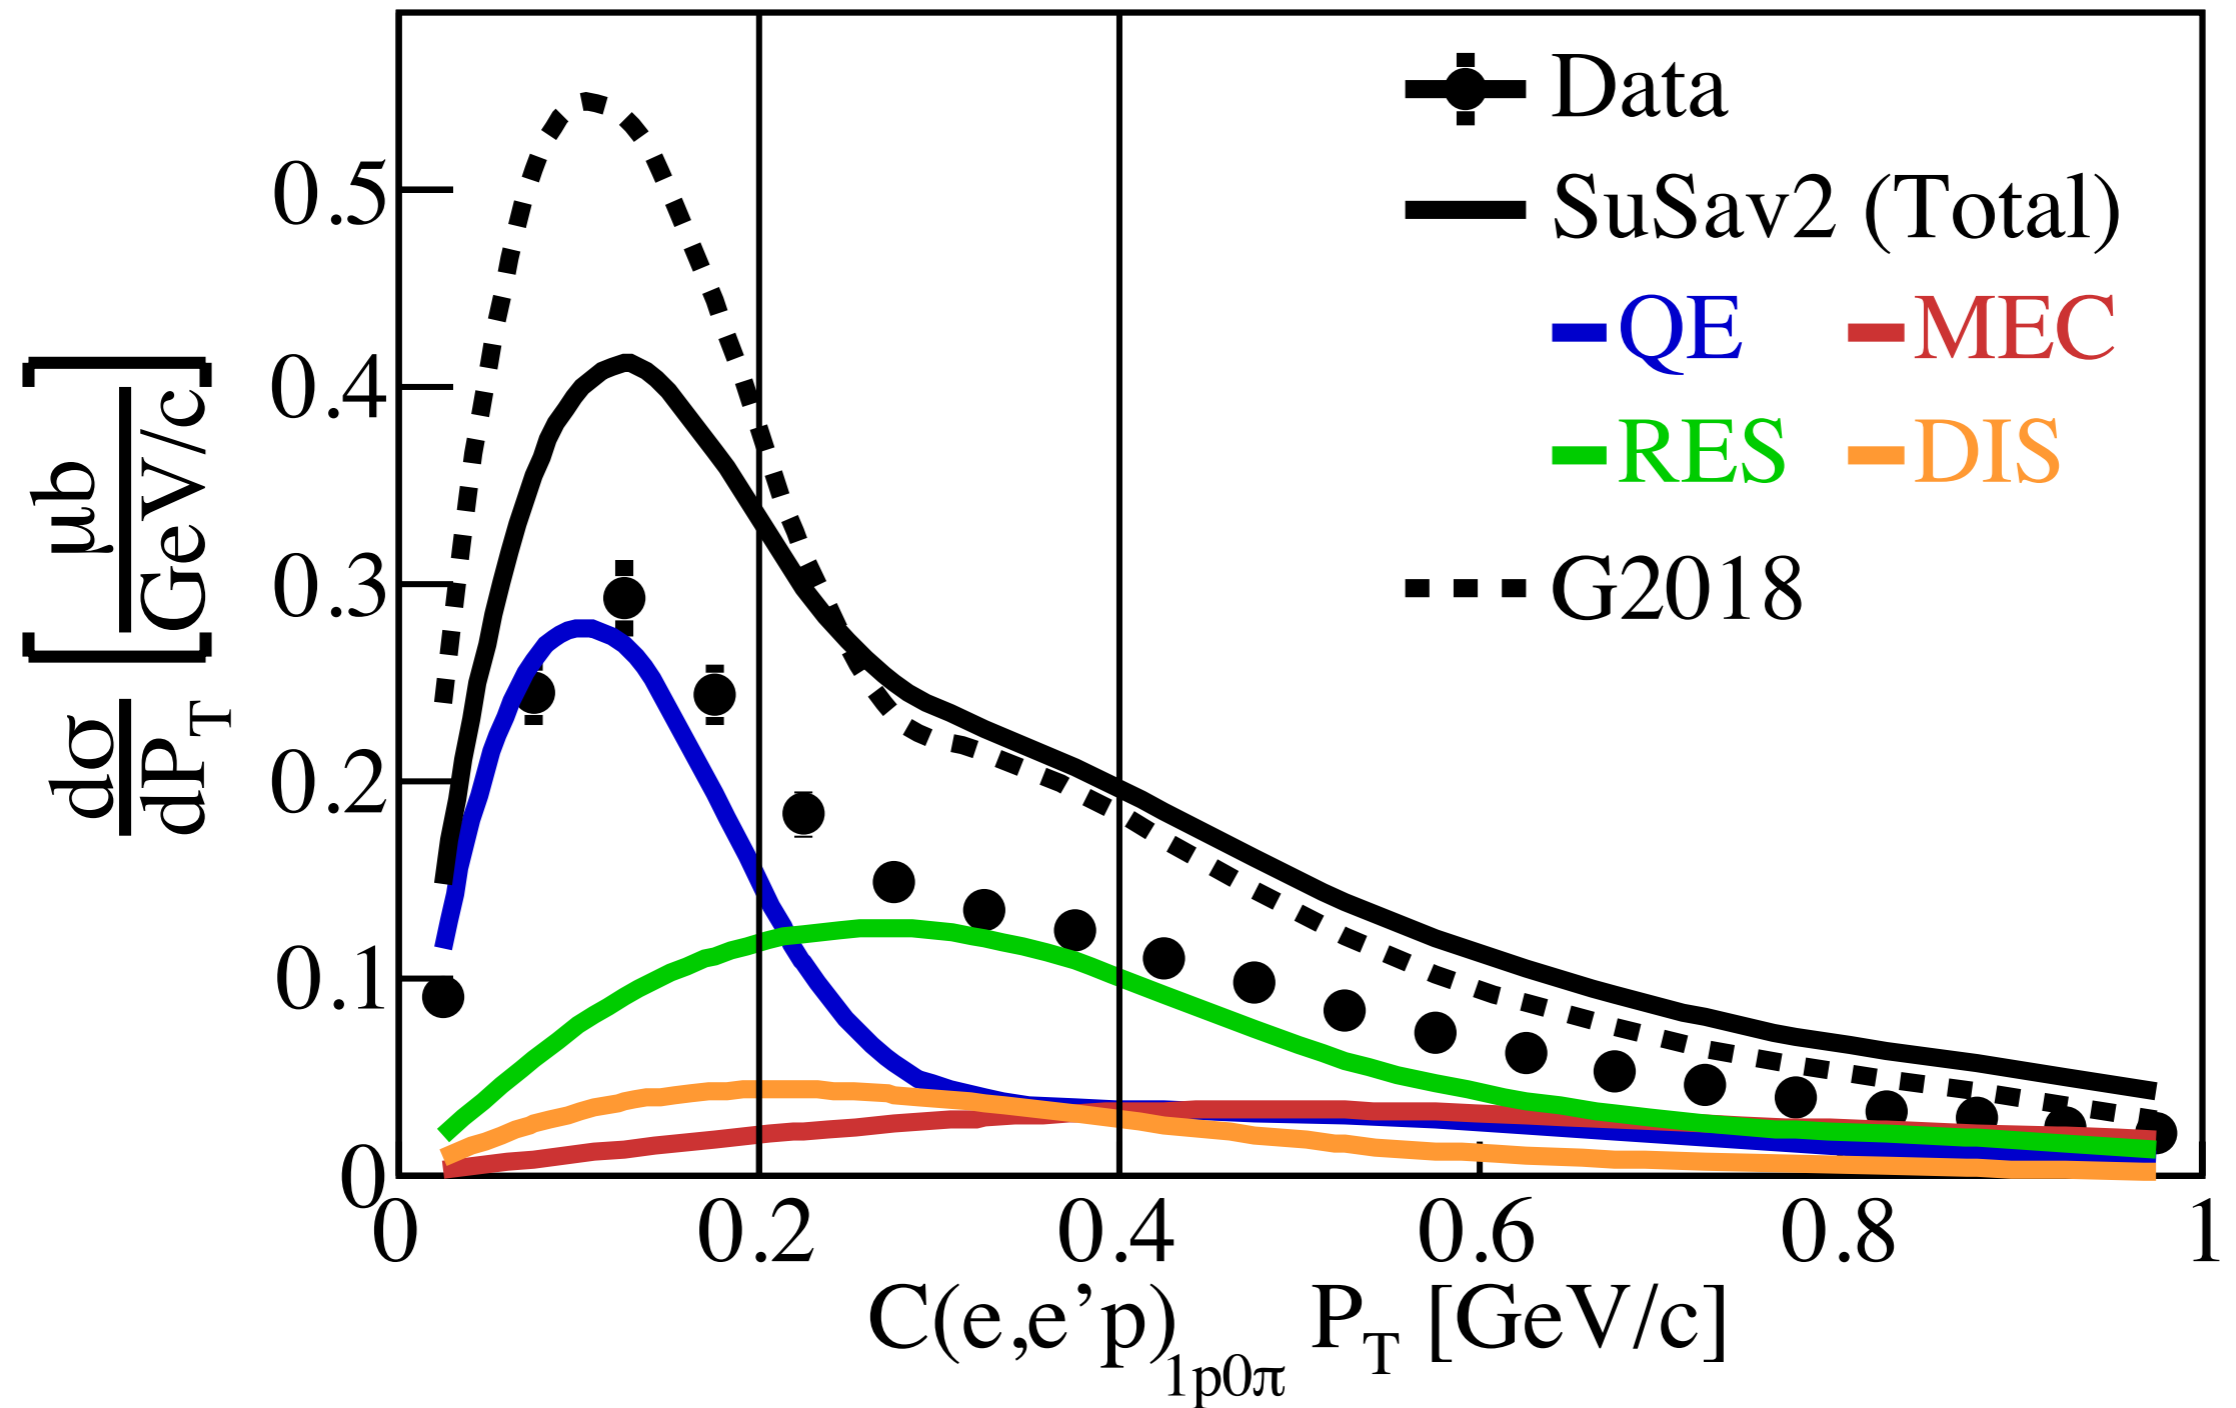 Data
SuSav2 (Total)
QE MEC
RES DIS
G2018
dσ/dP_T [μb/GeV/c]
0.5
0.4
0.3
0.2
0.1
0
0 0.2 0.4 0.6 0.8 1
C(e,e’p)_1p0π P_T [GeV/c]